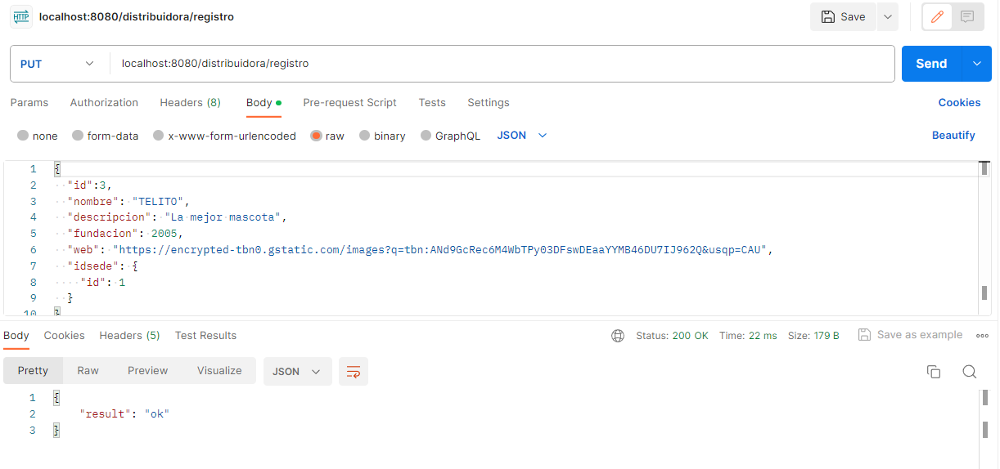 HTTP localhost:8080/distribuidora/registro Save
PUT localhost:8080/distribuidora/registro Send
Params Authorization Headers (8) Body Pre-request Script Tests Settings Cookies
none form-data x-www-form-urlencoded raw binary GraphQL JSON Beautify
1 {
2 "id":3,
3 "nombre": "TELITO",
4 "descripcion": "La mejor mascota",
5 "fundacion": 2005,
6 "web": "https://encrypted-tbn0.gstatic.com/images?q=tbn:ANd9GcRec6M4WbTPy03DFswDEaaYYMB46DU7IJ962Q&usqp=CAU",
7 "idsede": {
8 "id": 1
9 }
10 }
Body Cookies Headers (5) Test Results Status: 200 OK Time: 22 ms Size: 179 B Save as example
Pretty Raw Preview Visualize JSON
1 {
2 "result": "ok"
3 }